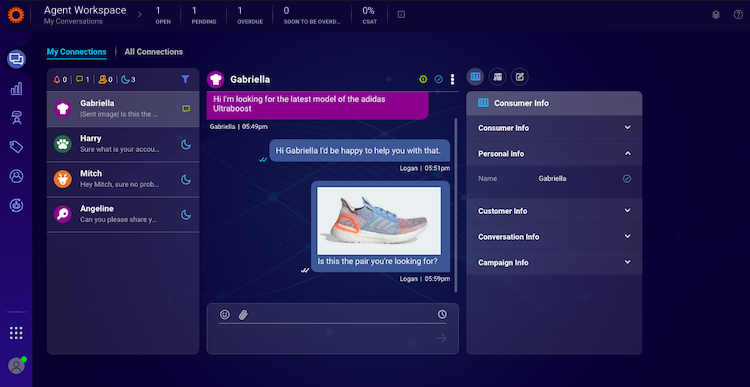 Agent Workspace
My Conversations
1
OPEN
1
PENDING
1
OVERDUE
0
SOON TO BE OVERD...
0%
CSAT
My Connections
All Connections
0
1
0
3
Gabriella
[Sent image] Is this the ...
Harry
Sure what is your accou...
Mitch
Hey Mitch, sure no prob...
Angeline
Can you please share y...
Gabriella
Hi I'm looking for the latest model of the adidas
Ultraboost
Gabriella | 05:49pm
Hi Gabriella I'd be happy to help you with that.
Logan | 05:51pm
Is this the pair you're looking for?
Logan | 05:59pm
Consumer Info
Consumer Info
Personal Info
Name Gabriella
Customer Info
Conversation Info
Campaign Info